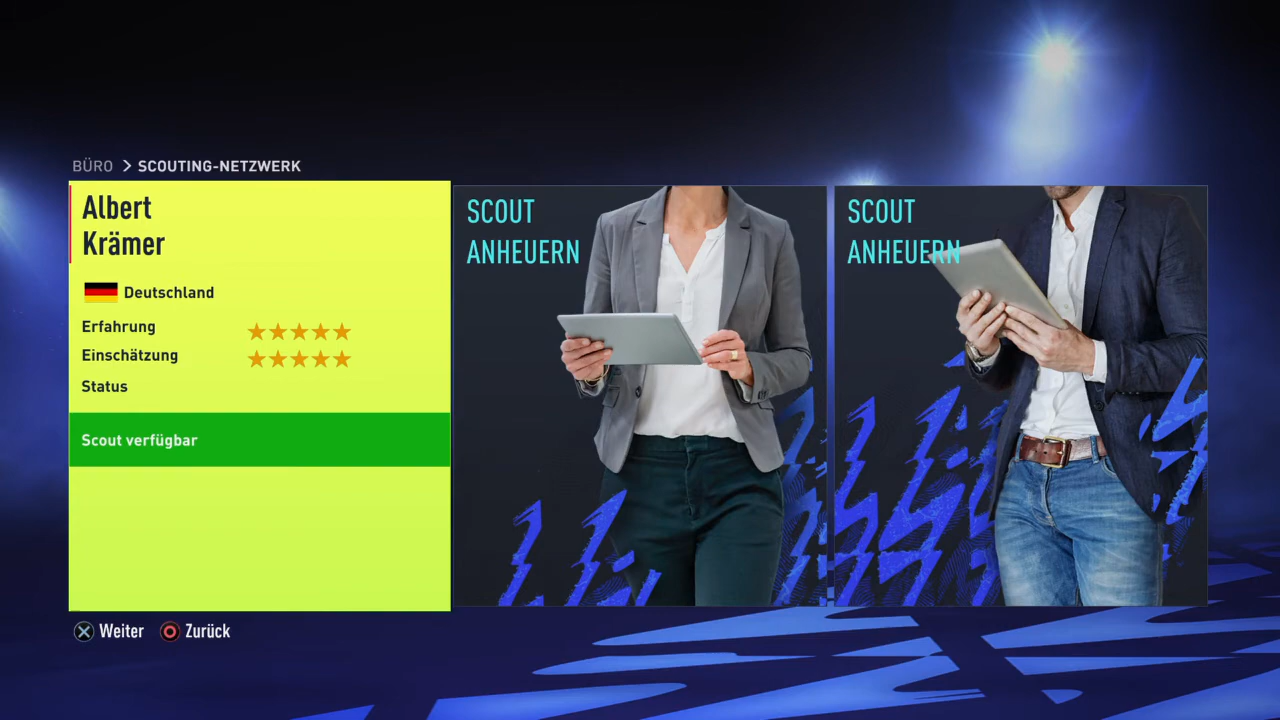 BÜRO > SCOUTING-NETZWERK
Albert
Krämer
Deutschland
Erfahrung
Einschätzung
Status
Scout verfügbar
SCOUT
ANHEUERN
SCOUT
ANHEUERN
Weiter Zurück